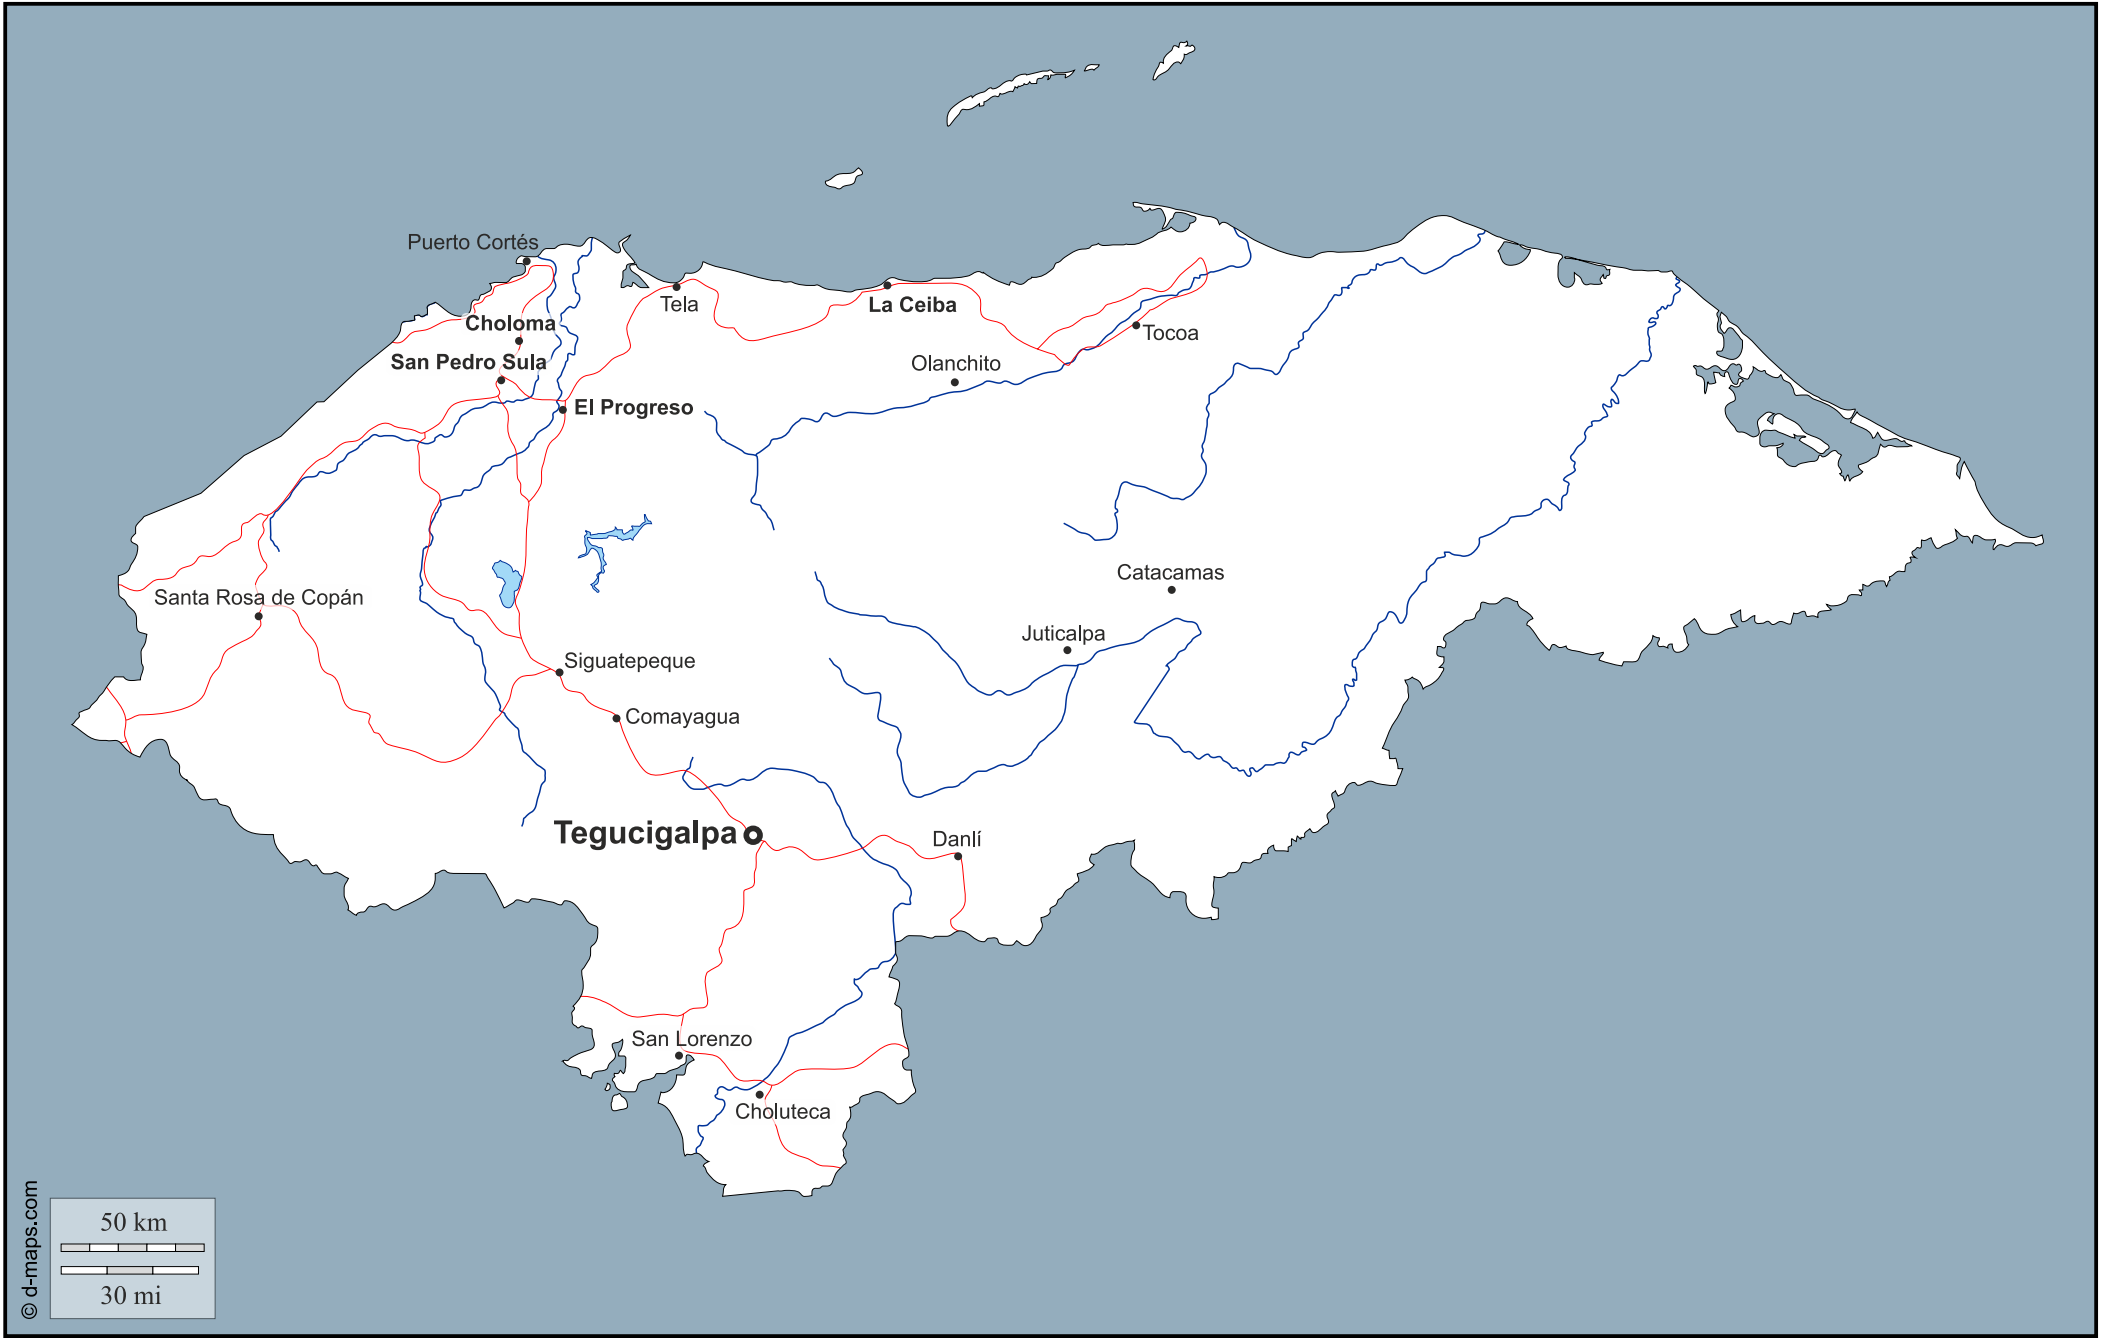 Puerto Cortés
Tela
La Ceiba
Choloma
Tocoa
San Pedro Sula
Olanchito
El Progreso
Catacamas
Santa Rosa de Copán
Juticalpa
Siguatepeque
Comayagua
Tegucigalpa
Danlí
San Lorenzo
Choluteca
50 km
30 mi
© d-maps.com